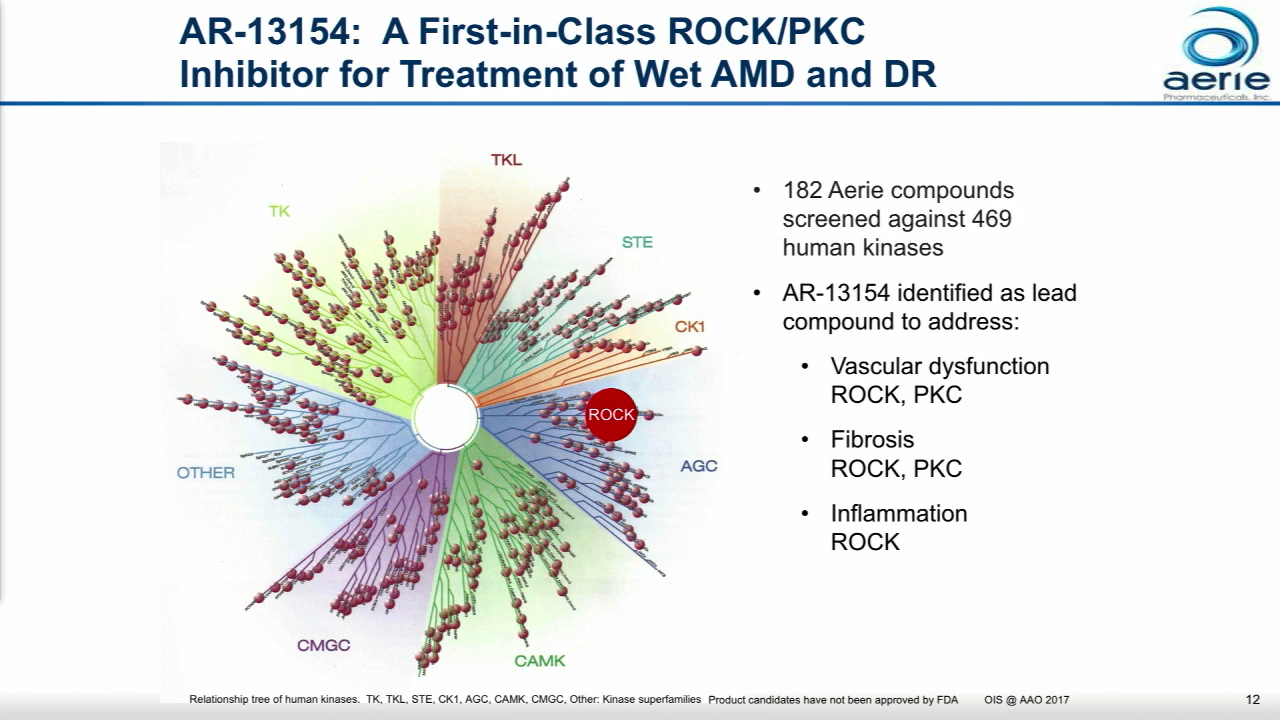 AR-13154: A First-in-Class ROCK/PKC
Inhibitor for Treatment of Wet AMD and DR
aerie
Pharmaceuticals, Inc.
TKL
TK
STE
CK1
ROCK
AGC
OTHER
CMGC
CAMK
• 182 Aerie compounds
screened against 469
human kinases
• AR-13154 identified as lead
compound to address:
• Vascular dysfunction
ROCK, PKC
• Fibrosis
ROCK, PKC
• Inflammation
ROCK
Relationship tree of human kinases. TK, TKL, STE, CK1, AGC, CAMK, CMGC, Other: Kinase superfamilies Product candidates have not been approved by FDA OIS @ AAO 2017 12